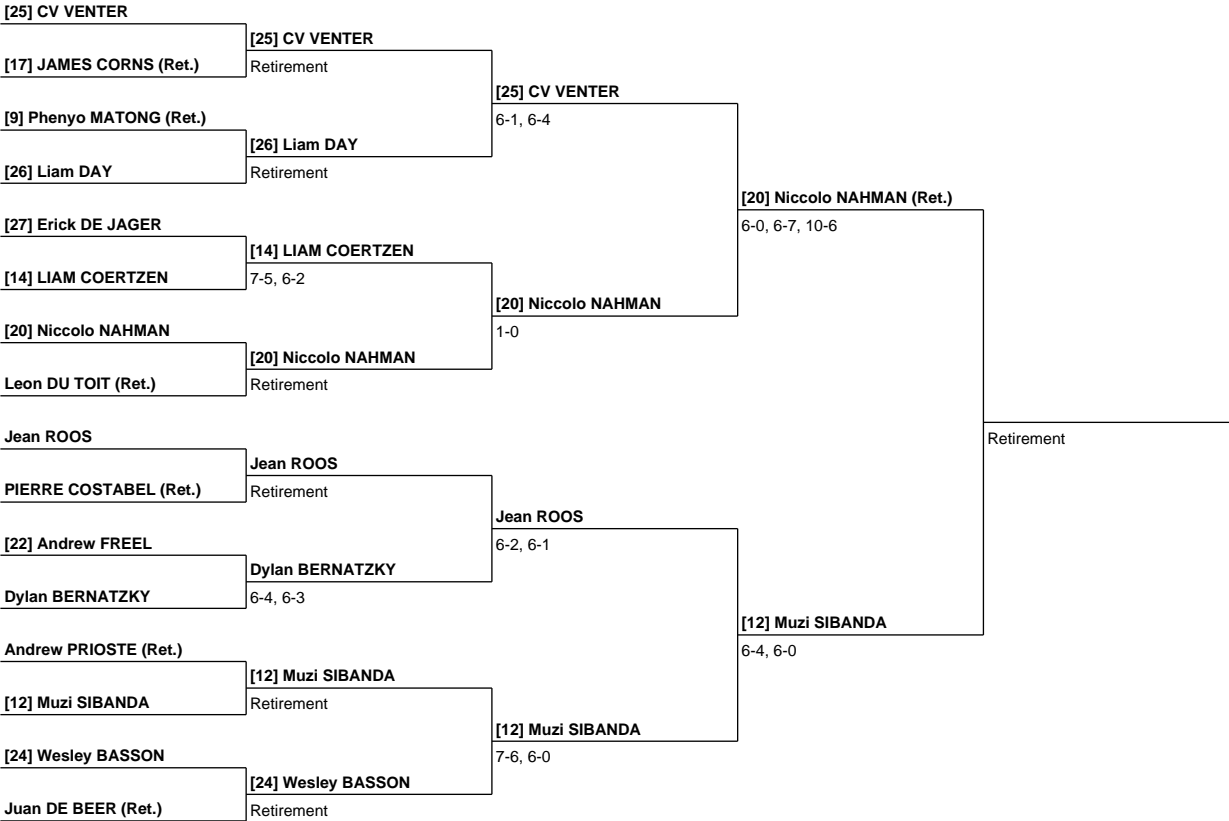 [25] CV VENTER
[25] CV VENTER
[17] JAMES CORNS (Ret.)
Retirement
[25] CV VENTER
[9] Phenyo MATONG (Ret.)
6-1, 6-4
[26] Liam DAY
[26] Liam DAY
Retirement
[20] Niccolo NAHMAN (Ret.)
[27] Erick DE JAGER
6-0, 6-7, 10-6
[14] LIAM COERTZEN
[14] LIAM COERTZEN
7-5, 6-2
[20] Niccolo NAHMAN
[20] Niccolo NAHMAN
1-0
[20] Niccolo NAHMAN
Leon DU TOIT (Ret.)
Retirement
Jean ROOS
Retirement
Jean ROOS
PIERRE COSTABEL (Ret.)
Retirement
Jean ROOS
[22] Andrew FREEL
6-2, 6-1
Dylan BERNATZKY
Dylan BERNATZKY
6-4, 6-3
[12] Muzi SIBANDA
Andrew PRIOSTE (Ret.)
6-4, 6-0
[12] Muzi SIBANDA
[12] Muzi SIBANDA
Retirement
[12] Muzi SIBANDA
[24] Wesley BASSON
7-6, 6-0
[24] Wesley BASSON
Juan DE BEER (Ret.)
Retirement